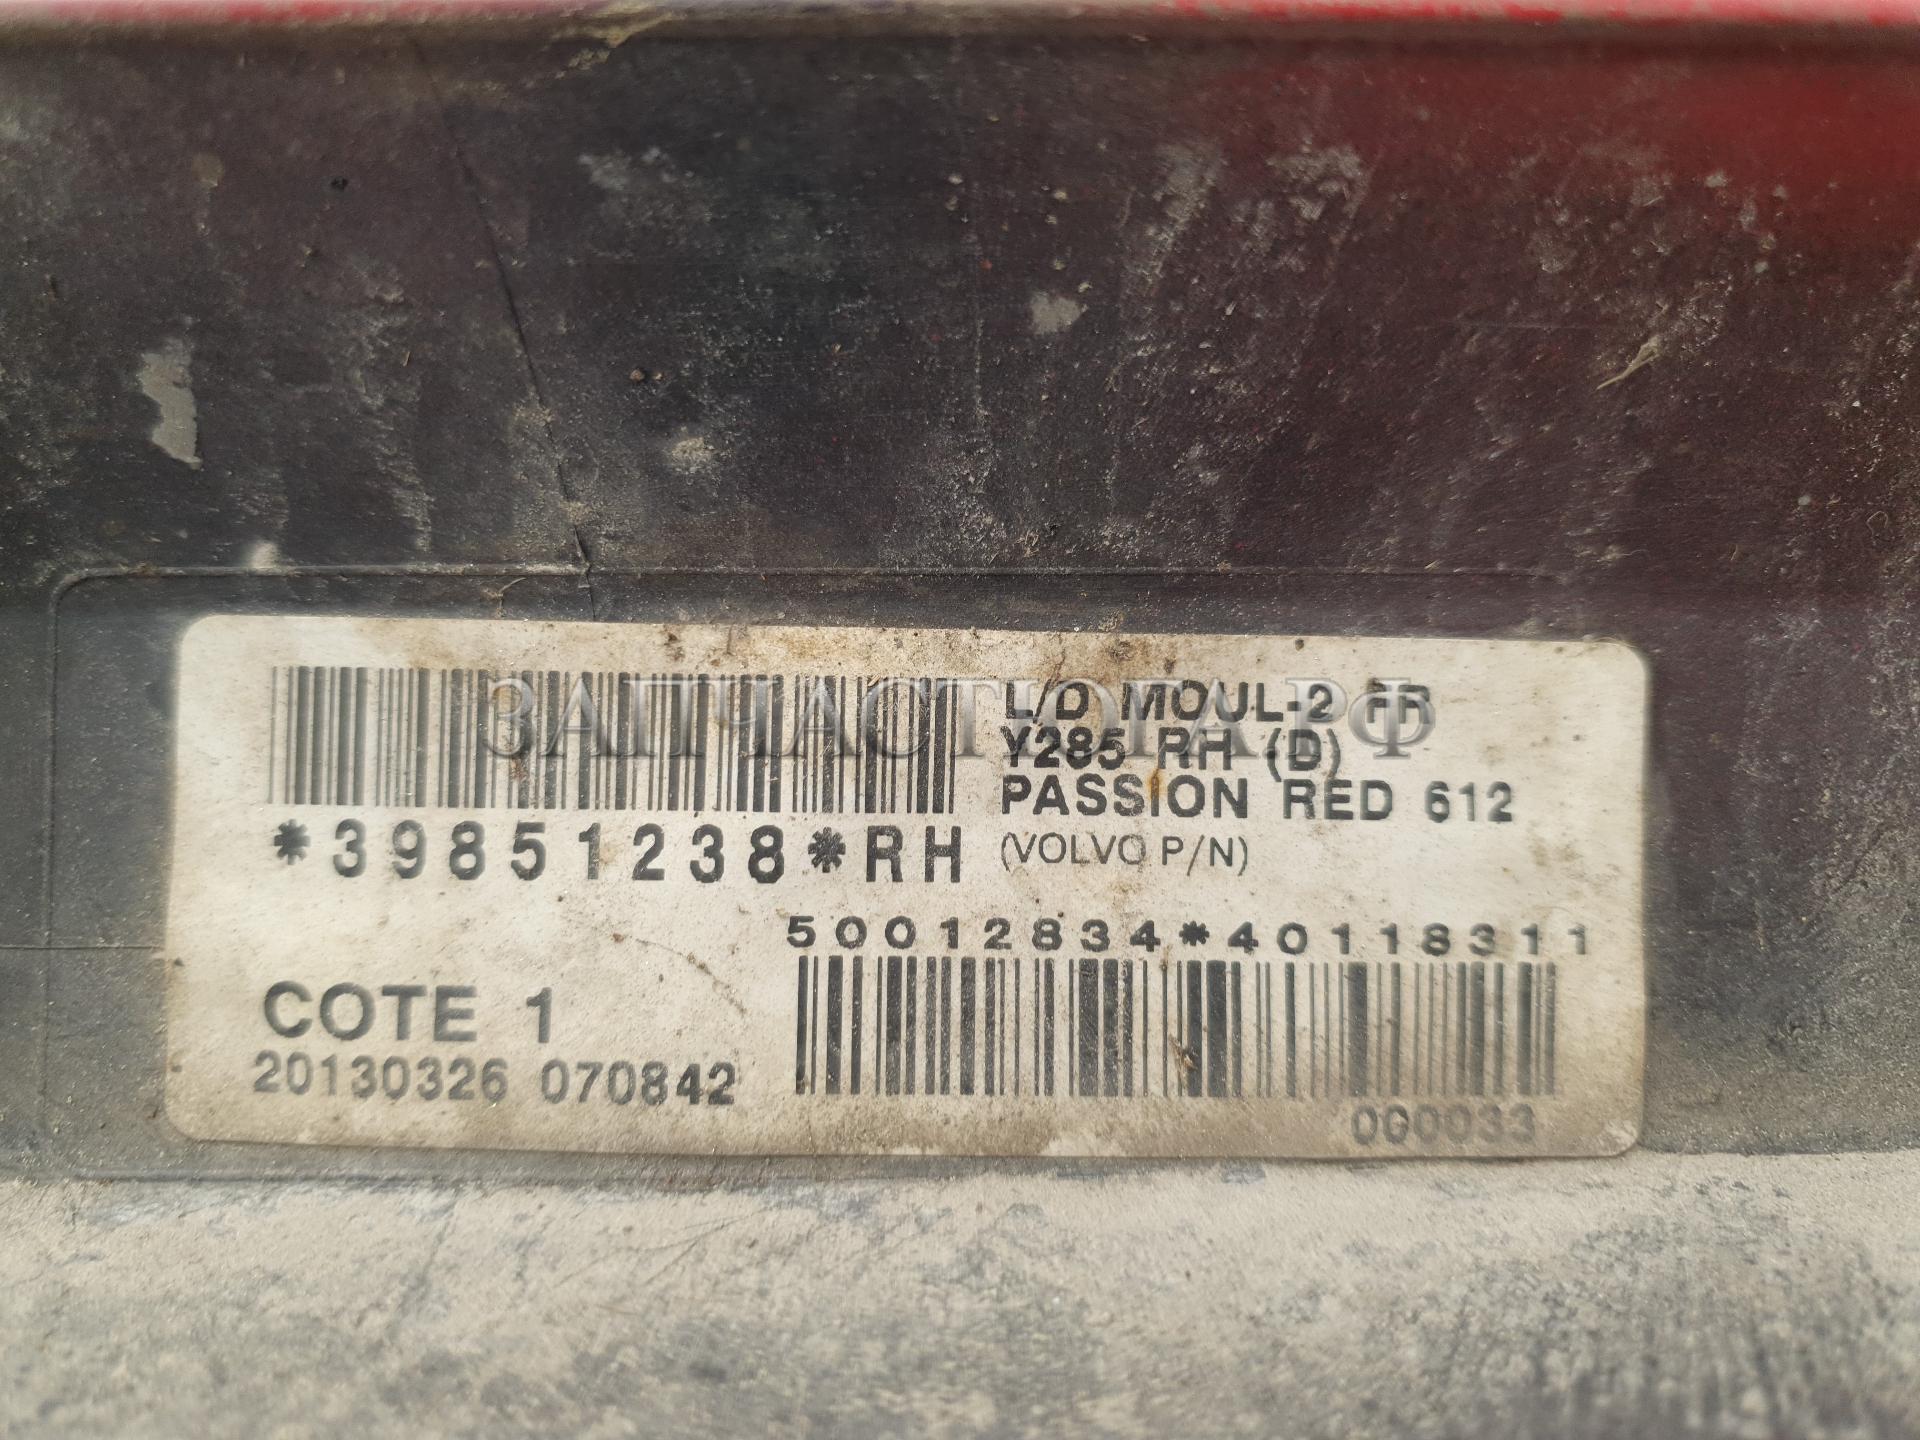 ЗАПЧАСТЮГА.РФ
L/D MOUL-2 FR
Y285 RH (D)
PASSION RED 612
*39851238*RH (VOLVO P/N)
50012834*40118311
COTE 1
20130326 070842
000033